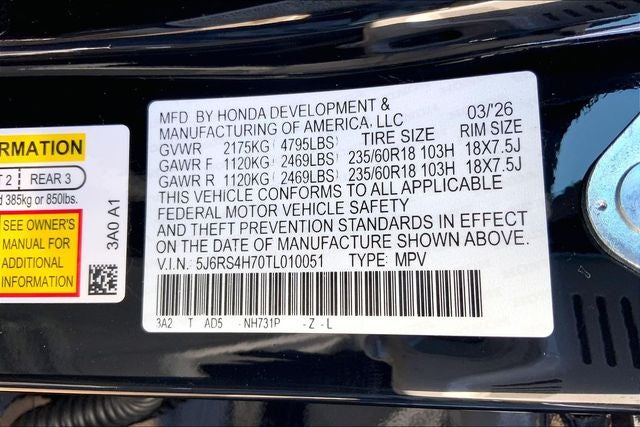 RMATION
T 2 REAR 3
d 385kg or 850lbs.
SEE OWNER'S
MANUAL FOR
ADDITIONAL
INFORMATION
3A0 A1
MFD. BY HONDA DEVELOPMENT &
MANUFACTURING OF AMERICA, LLC 03/'26
GVWR 2175KG (4795LBS) TIRE SIZE RIM SIZE
GAWR F 1120KG (2469LBS) 235/60R18 103H 18X7.5J
GAWR R 1120KG (2469LBS) 235/60R18 103H 18X7.5J
THIS VEHICLE CONFORMS TO ALL APPLICABLE
FEDERAL MOTOR VEHICLE SAFETY
AND THEFT PREVENTION STANDARDS IN EFFECT
ON THE DATE OF MANUFACTURE SHOWN ABOVE.
V.I.N.: 5J6RS4H70TL010051 TYPE: MPV
3A2 T AD5 - NH731P - Z - L